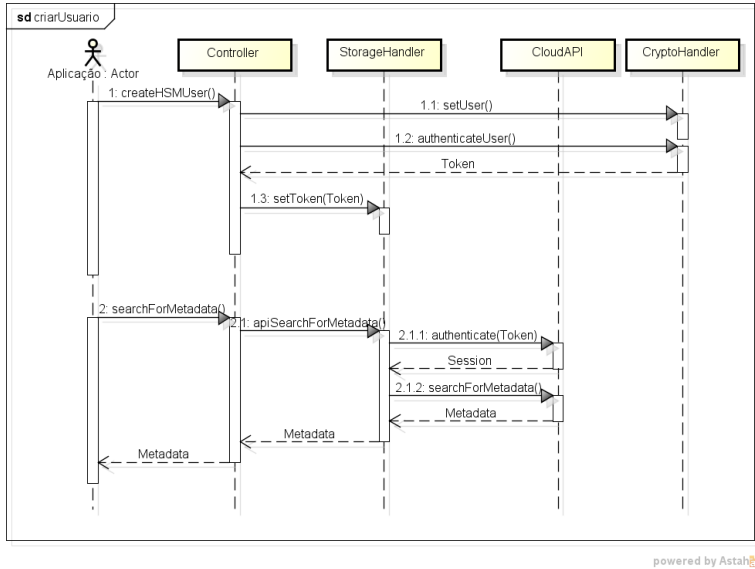 sd criarUsuario
Aplicação : Actor
Controller
StorageHandler
CloudAPI
CryptoHandler
1: createHSMUser()
1.1: setUser()
1.2: authenticateUser()
Token
1.3: setToken(Token)
2: searchForMetadata()
2.1: apiSearchForMetadata()
2.1.1: authenticate(Token)
Session
2.1.2: searchForMetadata()
Metadata
Metadata
Metadata
powered by Astah